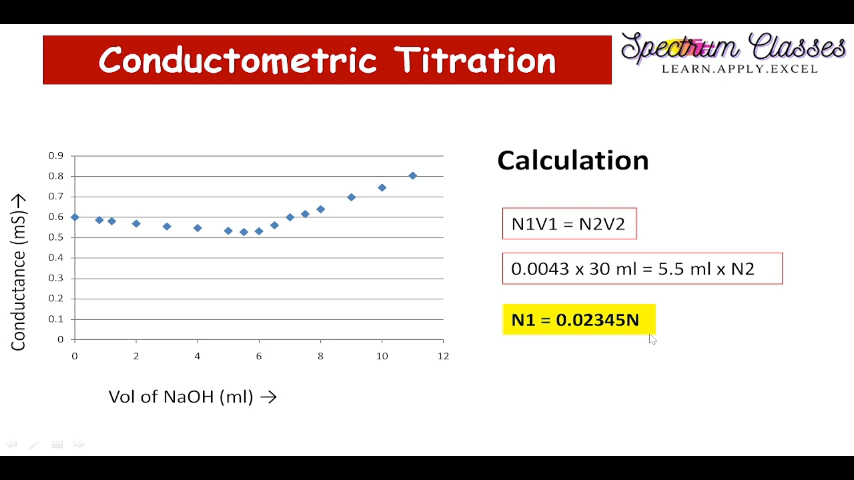 Conductometric Titration
Spectrum Classes
LEARN.APPLY.EXCEL
Calculation
N1V1 = N2V2
0.0043 x 30 ml = 5.5 ml x N2
N1 = 0.02345N
Conductance (mS)→
0.9
0.8
0.7
0.6
0.5
0.4
0.3
0.2
0.1
0
0 2 4 6 8 10 12
Vol of NaOH (ml) →